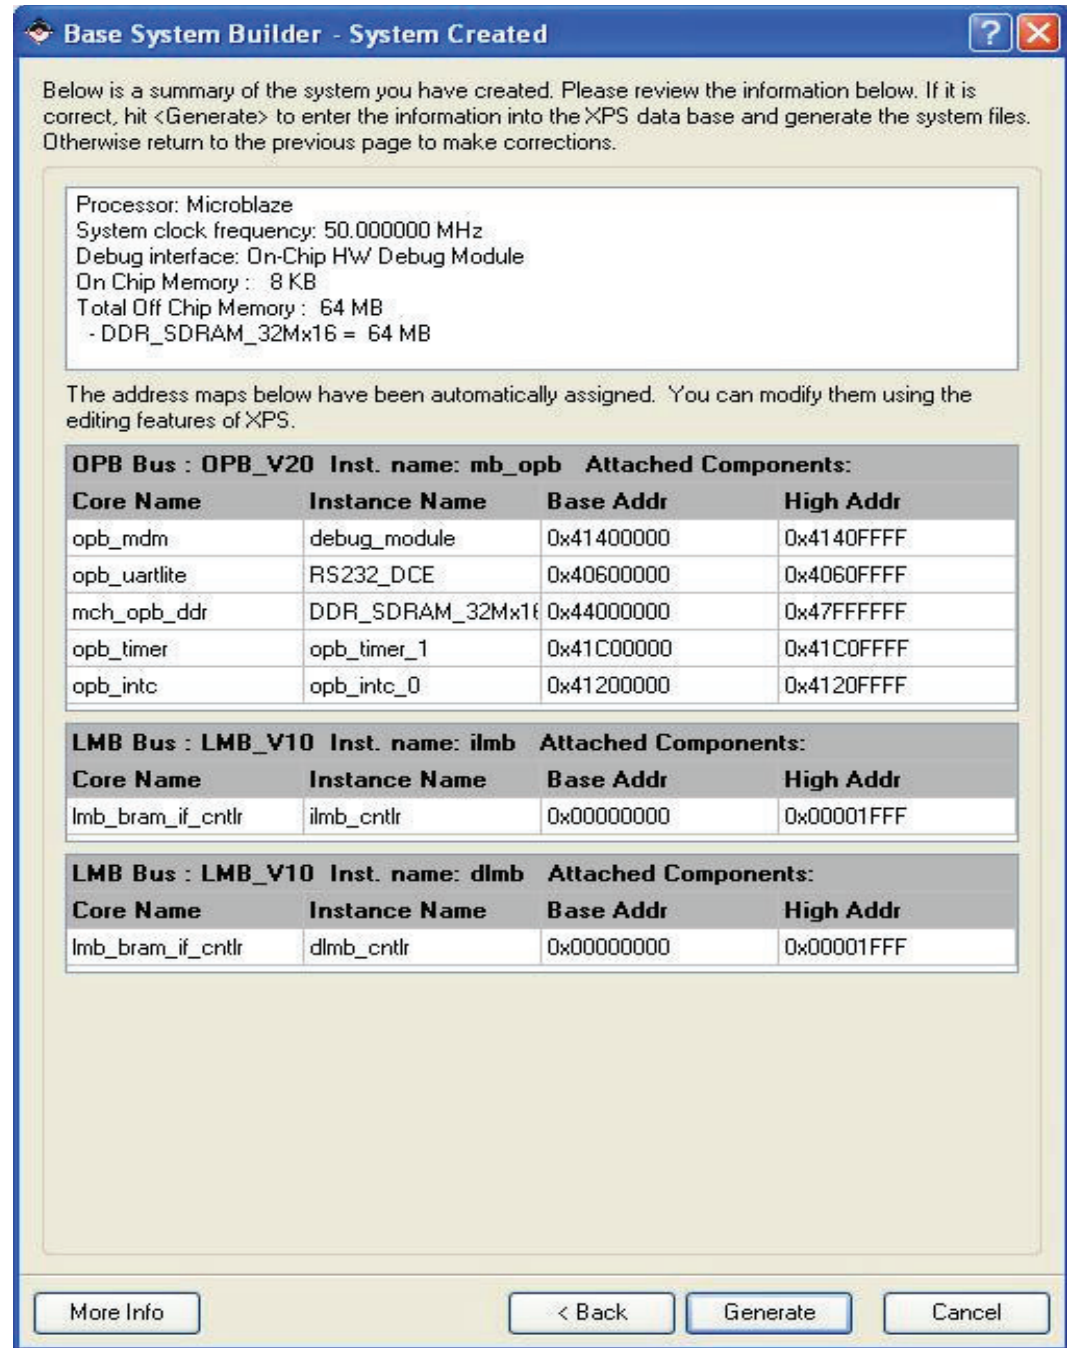 Base System Builder - System Created
Below is a summary of the system you have created. Please review the information below. If it is
correct, hit <Generate> to enter the information into the XPS data base and generate the system files.
Otherwise return to the previous page to make corrections.
Processor: Microblaze
System clock frequency: 50.000000 MHz
Debug interface: On-Chip HW Debug Module
On Chip Memory : 8 KB
Total Off Chip Memory : 64 MB
- DDR_SDRAM_32Mx16 = 64 MB
The address maps below have been automatically assigned. You can modify them using the
editing features of XPS.
OPB Bus : OPB_V20 Inst. name: mb_opb Attached Components:
Core Name Instance Name Base Addr High Addr
opb_mdm debug_module 0x41400000 0x4140FFFF
opb_uartlite RS232_DCE 0x40600000 0x4060FFFF
mch_opb_ddr DDR_SDRAM_32Mx16 0x44000000 0x47FFFFFF
opb_timer opb_timer_1 0x41C00000 0x41C0FFFF
opb_intc opb_intc_0 0x41200000 0x4120FFFF
LMB Bus : LMB_V10 Inst. name: ilmb Attached Components:
Core Name Instance Name Base Addr High Addr
lmb_bram_if_cntlr ilmb_cntlr 0x00000000 0x00001FFF
LMB Bus : LMB_V10 Inst. name: dlmb Attached Components:
Core Name Instance Name Base Addr High Addr
lmb_bram_if_cntlr dlmb_cntlr 0x00000000 0x00001FFF
More Info < Back Generate Cancel